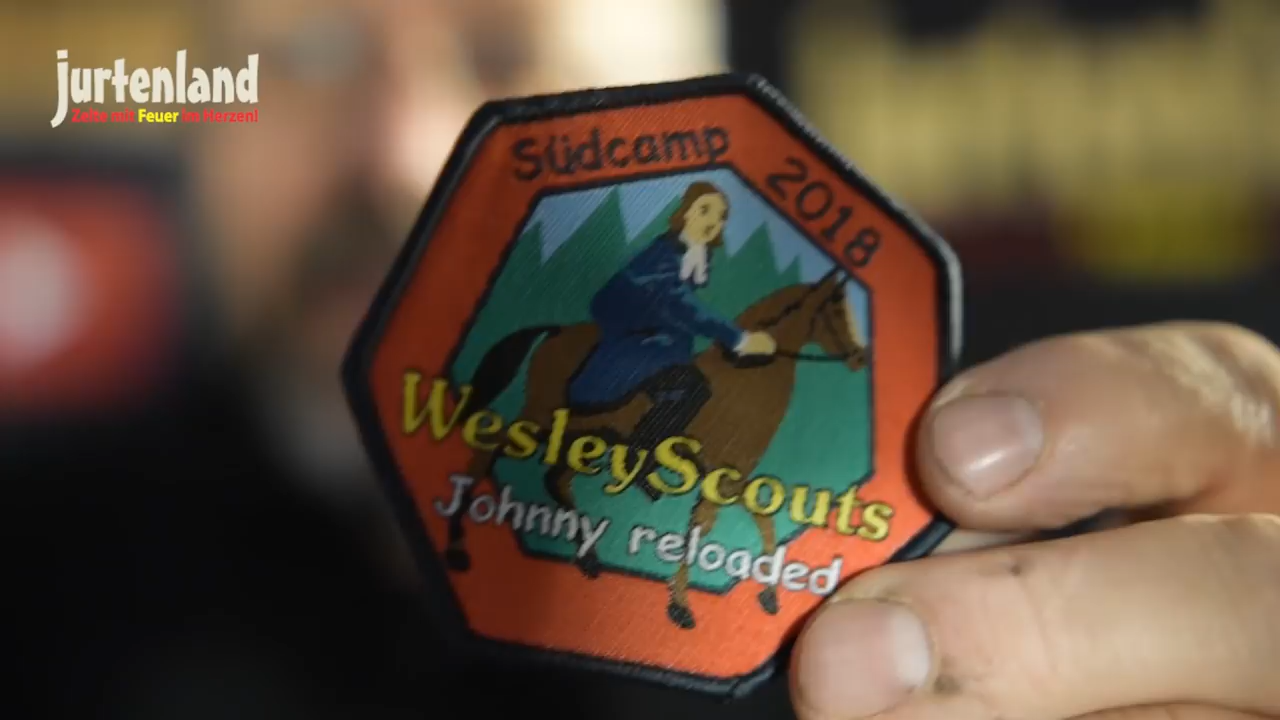 jurtenland
Zelte mit Feuer im Herzen!
Südcamp 2018
WesleyScouts
Johnny reloaded